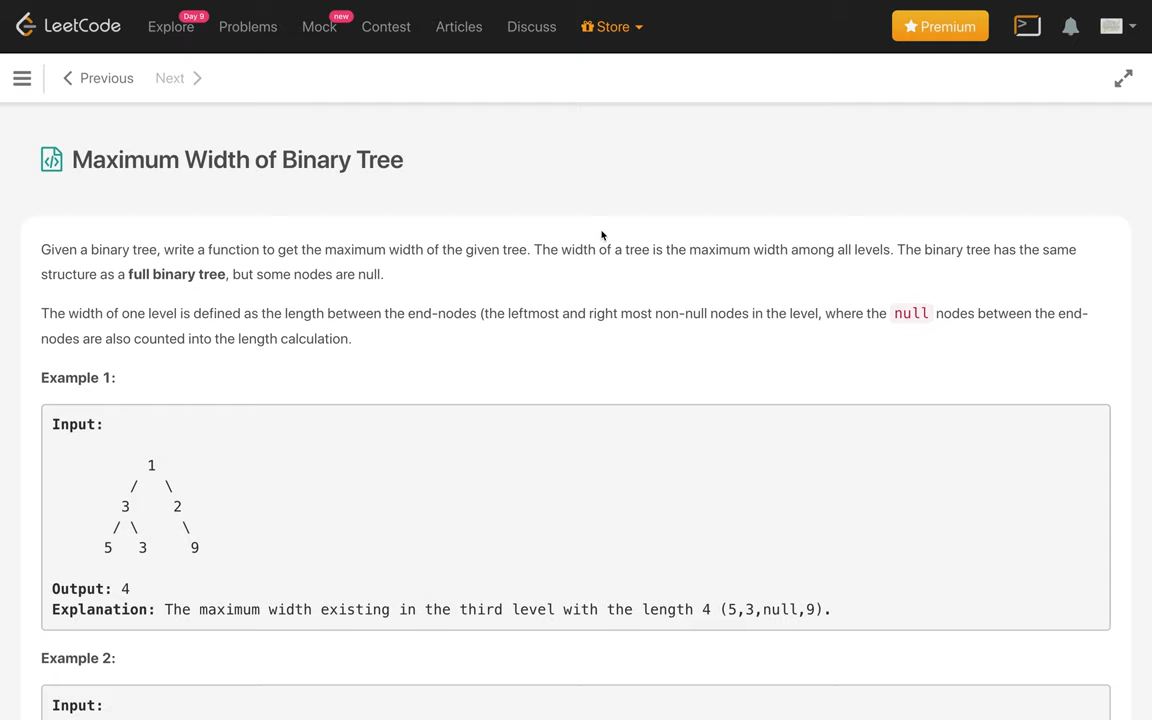 LeetCode Explore Day 9 Problems Mock new Contest Articles Discuss Store Premium
Previous Next
Maximum Width of Binary Tree
Given a binary tree, write a function to get the maximum width of the given tree. The width of a tree is the maximum width among all levels. The binary tree has the same
structure as a full binary tree, but some nodes are null.
The width of one level is defined as the length between the end-nodes (the leftmost and right most non-null nodes in the level, where the null nodes between the end-
nodes are also counted into the length calculation.
Example 1:
Input:
1
/ \
3 2
/ \ \
5 3 9
Output: 4
Explanation: The maximum width existing in the third level with the length 4 (5,3,null,9).
Example 2:
Input: